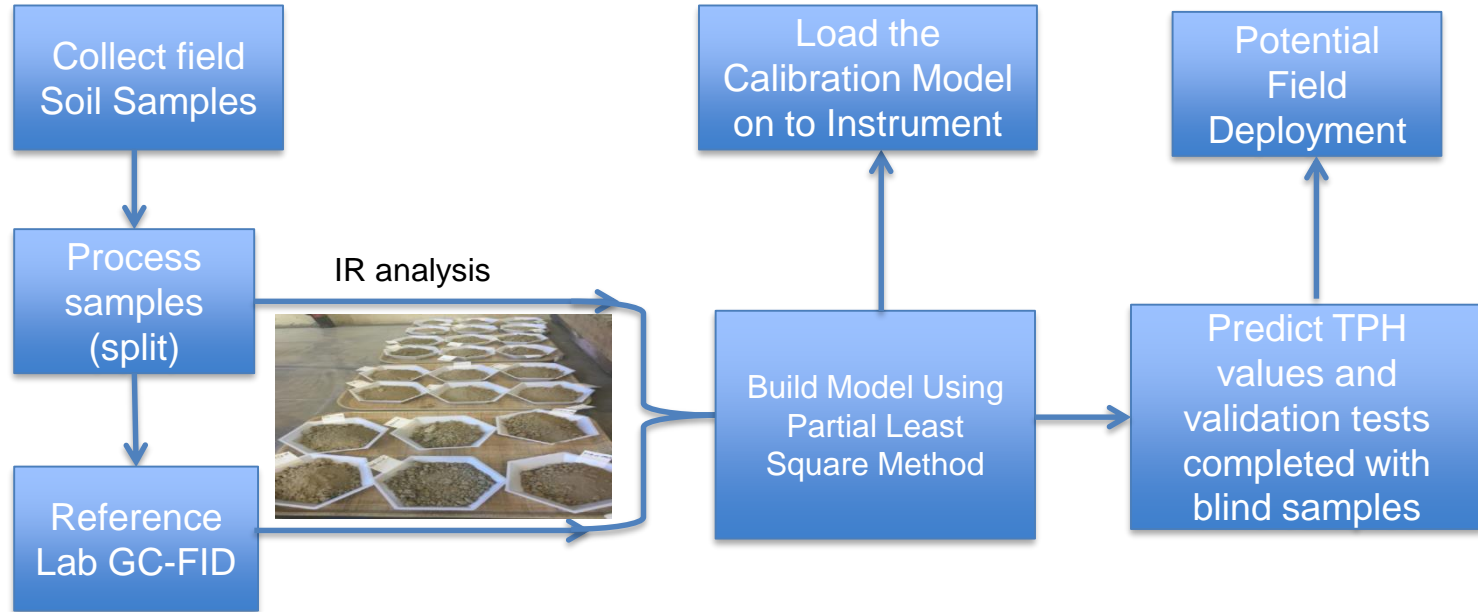 Collect field
Soil Samples
Process
samples
(split)
Reference
Lab GC-FID
IR analysis
Build Model Using
Partial Least
Square Method
Load the
Calibration Model
on to Instrument
Predict TPH
values and
validation tests
completed with
blind samples
Potential
Field
Deployment